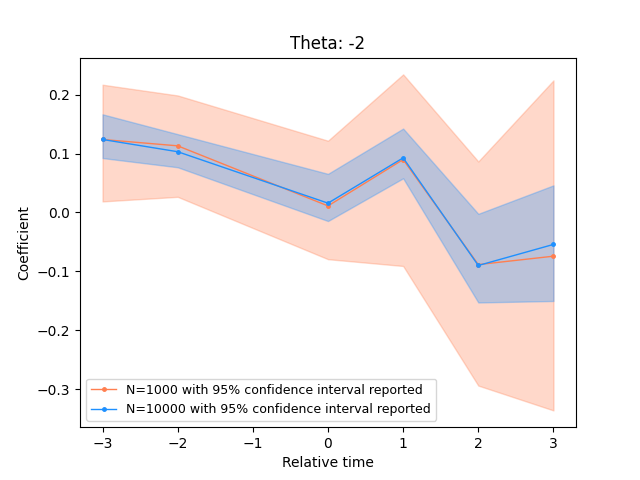 Theta: -2
0.2
0.1
0.0
−0.1
−0.2
−0.3
Coefficient
N=1000 with 95% confidence interval reported
N=10000 with 95% confidence interval reported
−3 −2 −1 0 1 2 3
Relative time